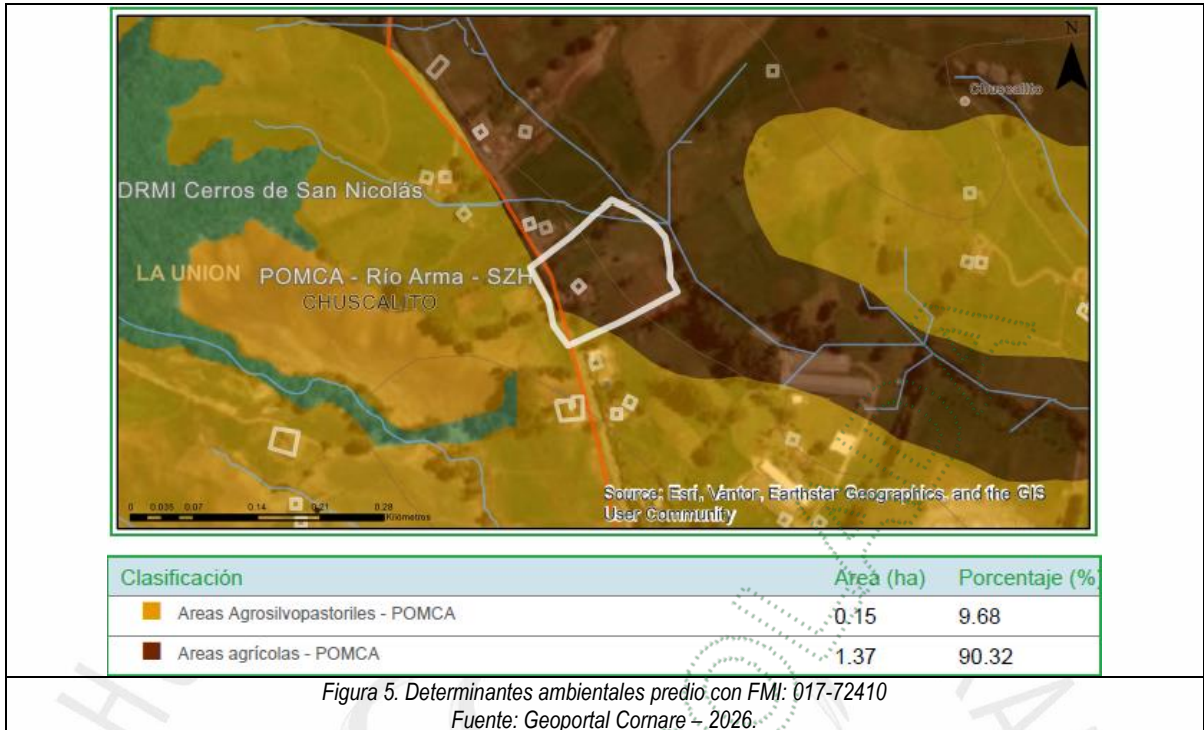 N
Chuscalito
DRMI Cerros de San Nicolás
LA UNION POMCA - Río Arma - SZH
CHUSCALITO
Source: Esri, Vantor, Earthstar Geographics, and the GIS
User Community
0 0.035 0.07 0.14 0.21 0.28
Kilometros
Clasificación Area (ha) Porcentaje (%)
Areas Agrosilvopastoriles - POMCA 0.15 9.68
Areas agrícolas - POMCA 1.37 90.32
Figura 5. Determinantes ambientales predio con FMI: 017-72410
Fuente: Geoportal Cornare – 2026.